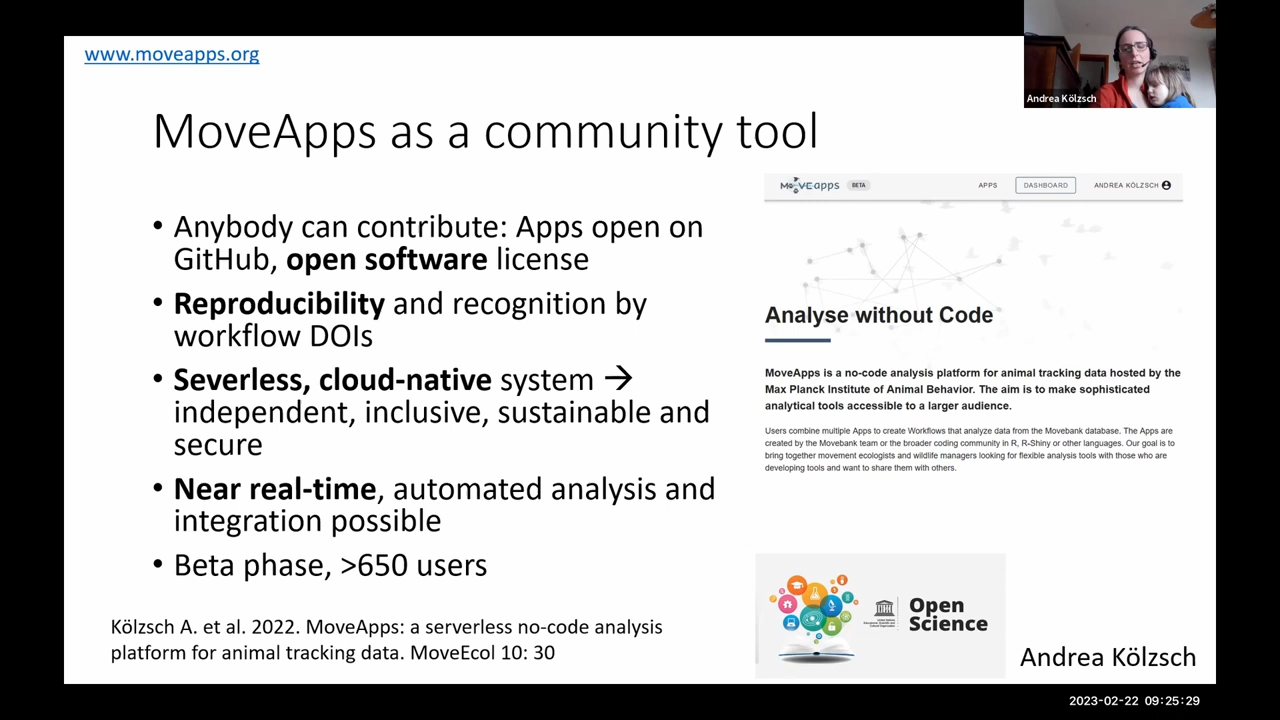 www.moveapps.org
Andrea Kölzsch
MoveApps as a community tool
• Anybody can contribute: Apps open on
GitHub, open software license
• Reproducibility and recognition by
workflow DOIs
• Severless, cloud-native system →
independent, inclusive, sustainable and
secure
• Near real-time, automated analysis and
integration possible
• Beta phase, >650 users
Kölzsch A. et al. 2022. MoveApps: a serverless no-code analysis
platform for animal tracking data. MoveEcol 10: 30
MOVEapps BETA APPS DASHBOARD ANDREA KÖLZSCH
Analyse without Code
MoveApps is a no-code analysis platform for animal tracking data hosted by the
Max Planck Institute of Animal Behavior. The aim is to make sophisticated
analytical tools accessible to a larger audience.
Users combine multiple Apps to create Workflows that analyze data from the Movebank database. The Apps are
created by the Movebank team or the broader coding community in R, R-Shiny or other languages. Our goal is to
bring together movement ecologists and wildlife managers looking for flexible analysis tools with those who are
developing tools and want to share them with others.
Open
Science
Andrea Kölzsch
2023-02-22 09:25:29